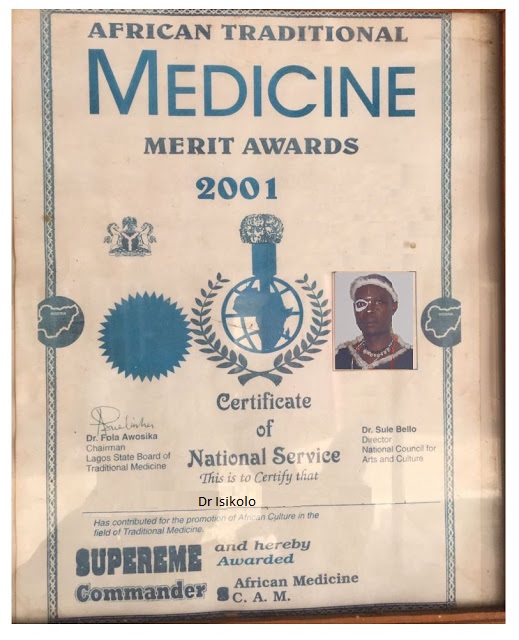 AFRICAN TRADITIONAL
MEDICINE
MERIT AWARDS
2001
Certificate
of
National Service
This is to Certify that
Dr. Fola Awosika
Chairman
Lagos State Board of
Traditional Medicine
Dr. Sule Bello
Director
National Council for
Arts and Culture
Dr Isikolo
Has contributed for the promotion of African Culture in the
field of Traditional Medicine.
and hereby
Awarded
SUPEREME
Commander
African Medicine
C. A. M.